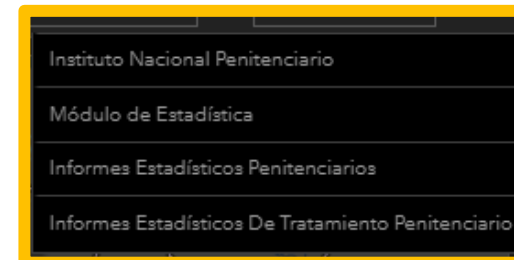 Instituto Nacional Penitenciario
Módulo de Estadística
Informes Estadísticos Penitenciarios
Informes Estadísticos De Tratamiento Penitenciario